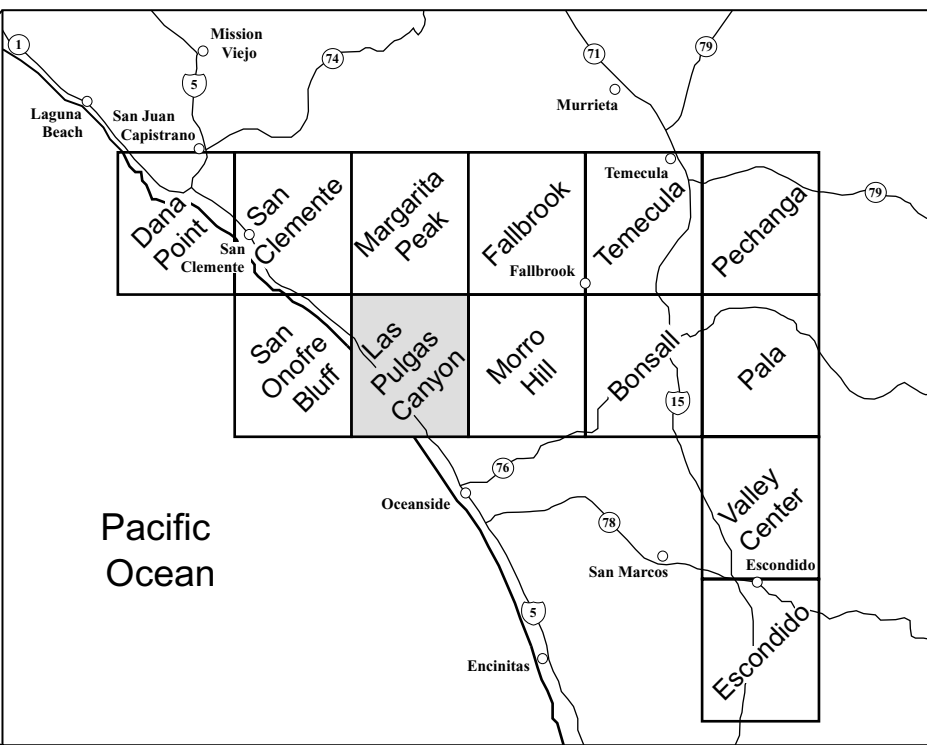 1
Mission
Viejo
74
5
71
79
Murrieta
Laguna
Beach
San Juan
Capistrano
Temecula
79
Dana
Point
San
Clemente
San
Clemente
Margarita
Peak
Fallbrook
Fallbrook
Temecula
Pechanga
San
Onofre
Bluff
Las
Pulgas
Canyon
Morro
Hill
Bonsall
15
Pala
76
Oceanside
Valley
Center
78
San Marcos
Escondido
Pacific
Ocean
5
Encinitas
Escondido